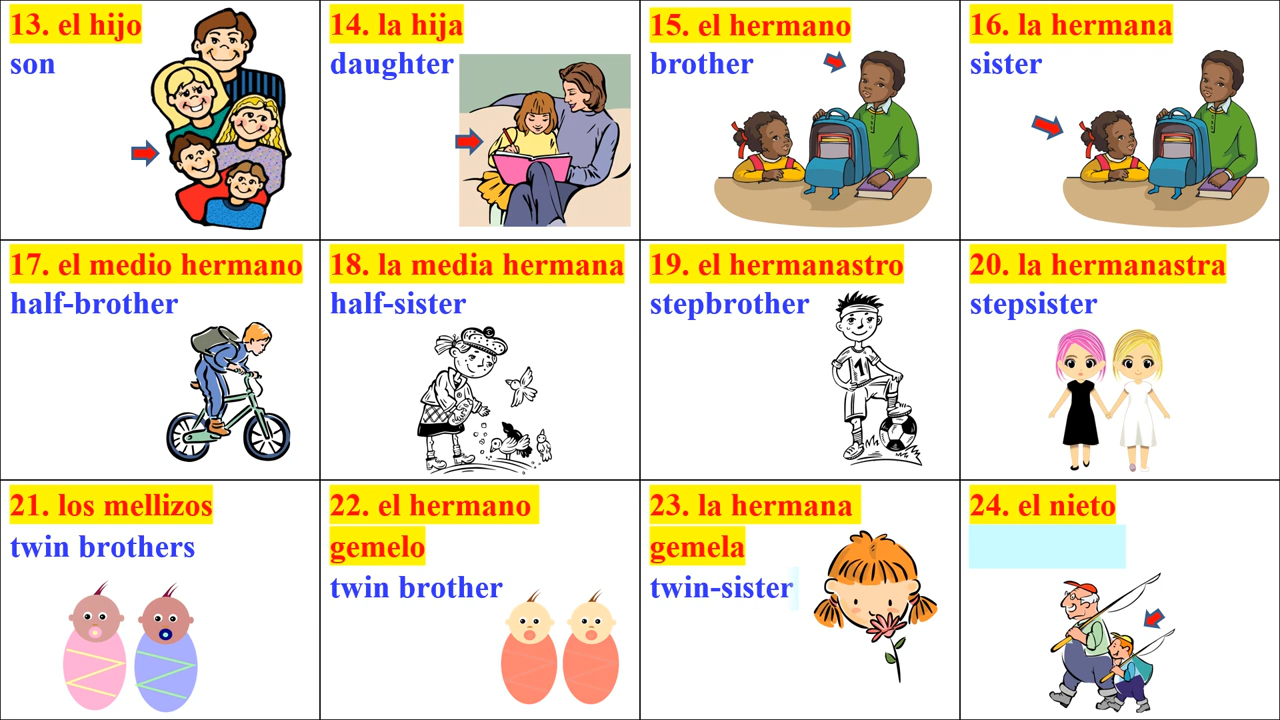 13. el hijo
son
14. la hija
daughter
15. el hermano
brother
16. la hermana
sister
17. el medio hermano
half-brother
18. la media hermana
half-sister
19. el hermanastro
stepbrother
1
20. la hermanastra
stepsister
21. los mellizos
twin brothers
22. el hermano
gemelo
twin brother
23. la hermana
gemela
twin-sister
24. el nieto